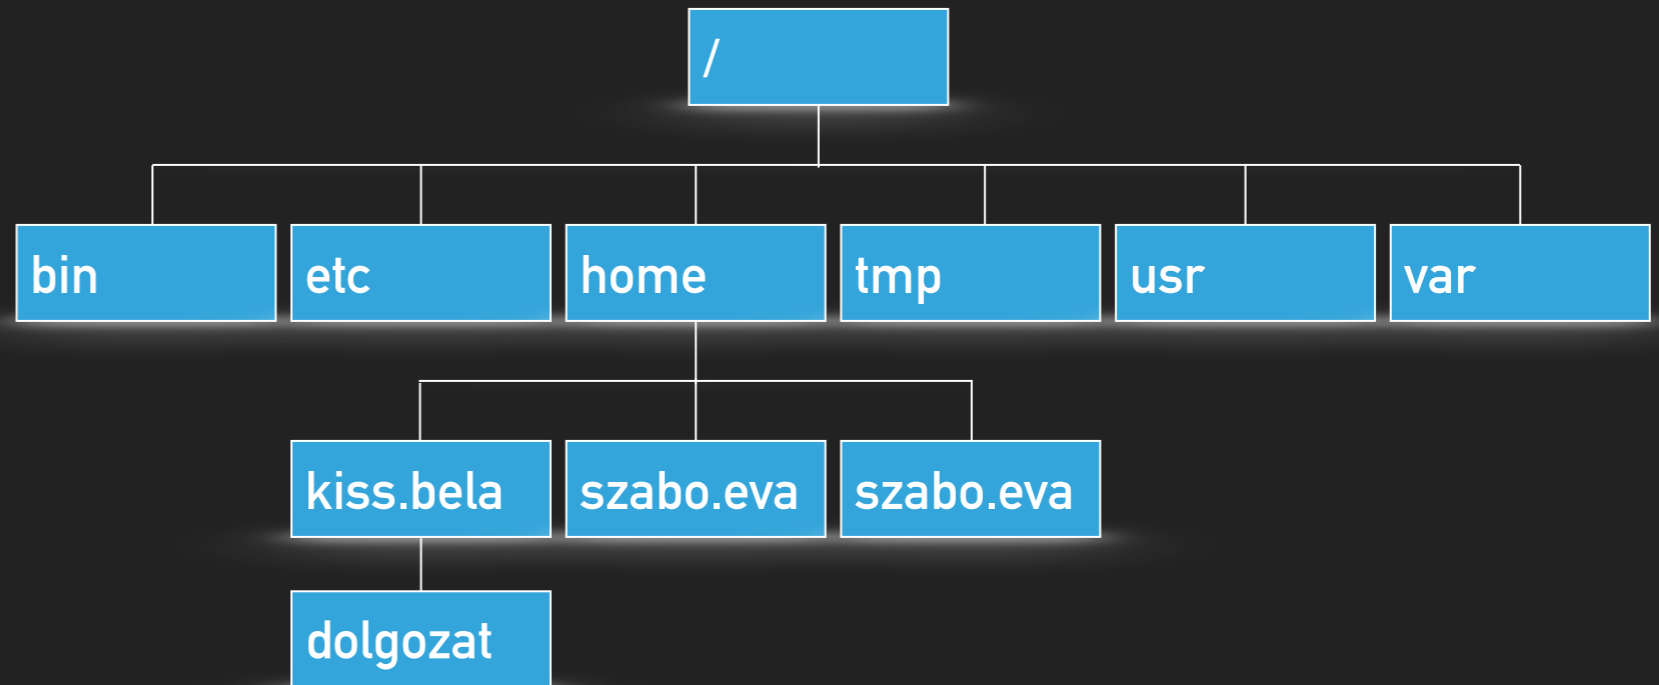 /
bin
etc
home
tmp
usr
var
kiss.bela
szabo.eva
szabo.eva
dolgozat